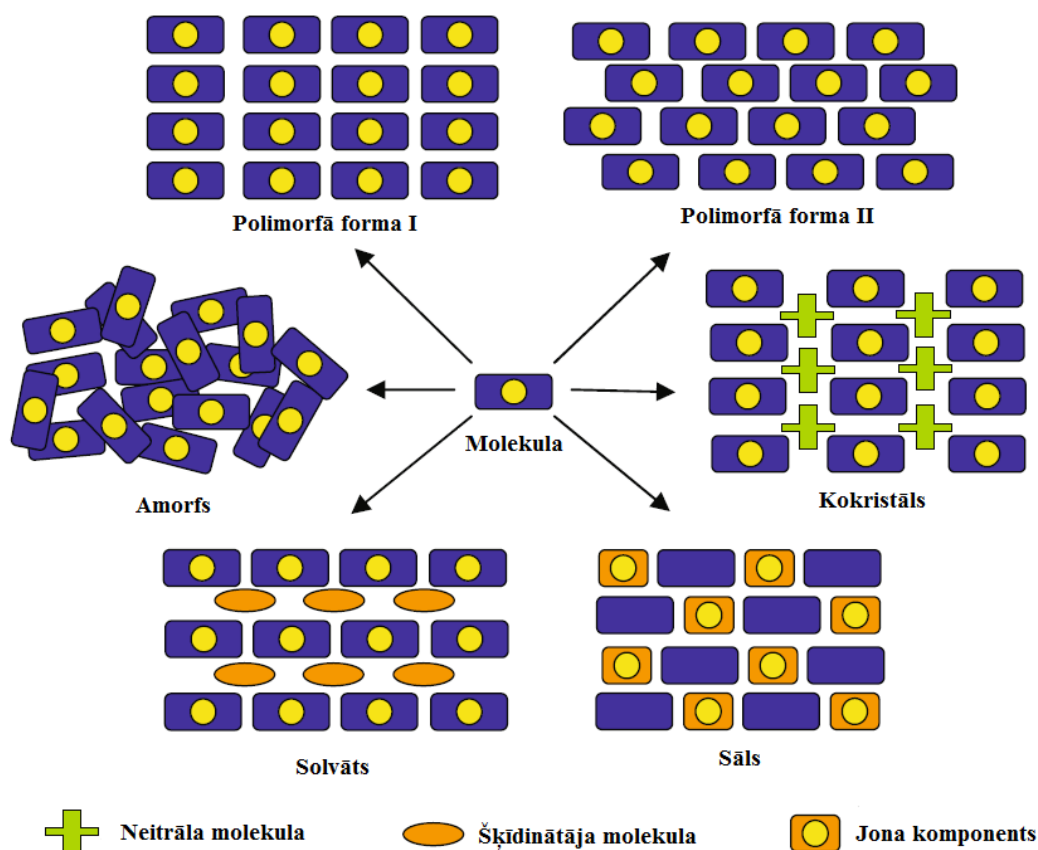 Polimorfā forma I
Polimorfā forma II
Molekula
Amorfs
Kokristāls
Solvāts
Sāls
Neitrāla molekula
Šķīdinātāja molekula
Jona komponents